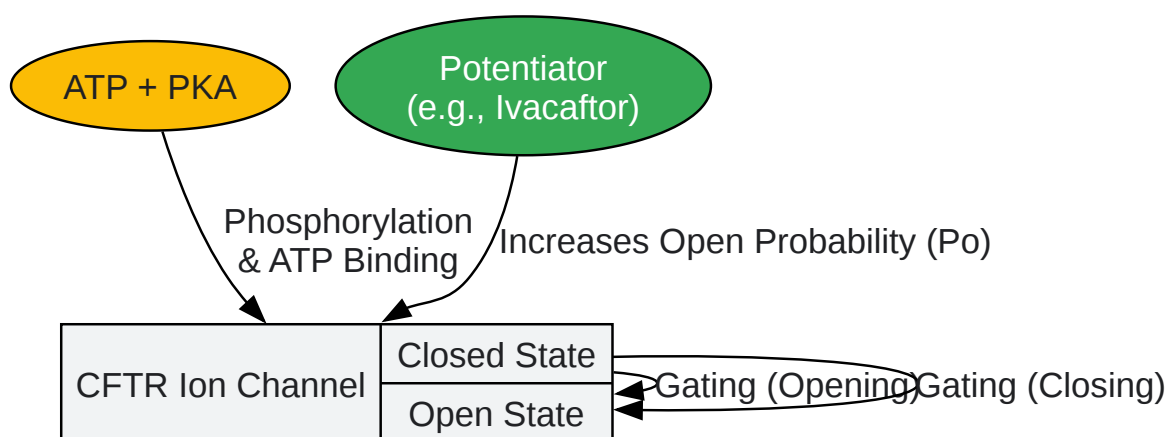 ATP + PKA
Potentiator
(e.g., Ivacaftor)
Phosphorylation
& ATP Binding
Increases Open Probability (Po)
CFTR Ion Channel
Closed State
Open State
Gating (Opening)
Gating (Closing)